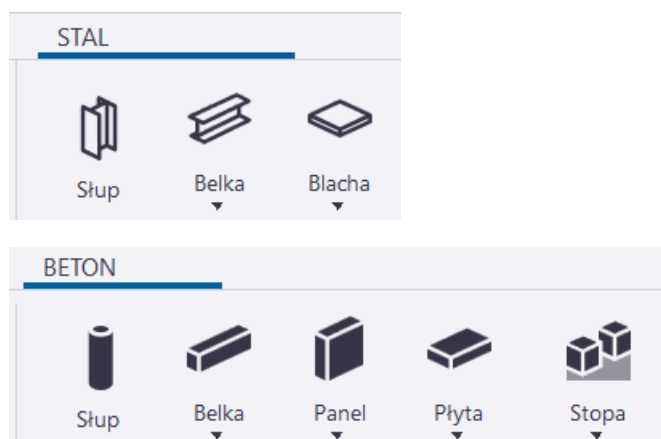 STAL
Słup Belka Blacha
BETON
Słup Belka Panel Płyta Stopa